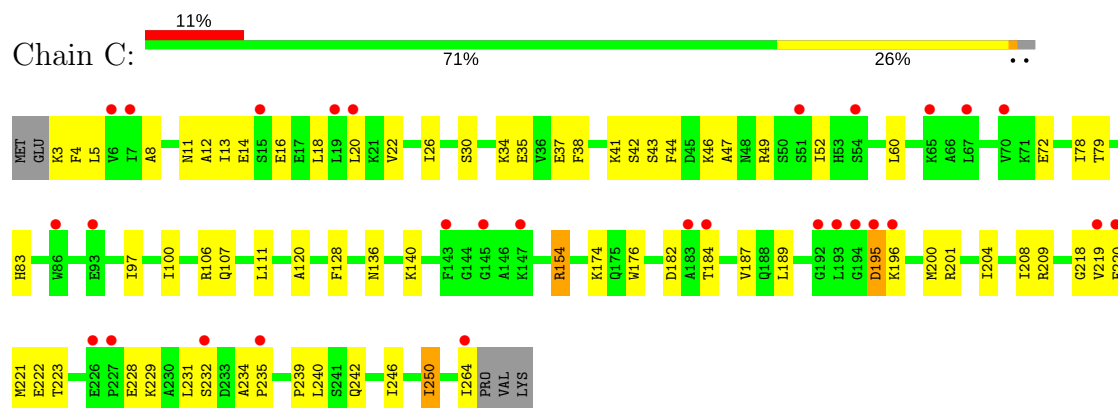 11%
Chain C:
71% 26% • •
MET GLU K3 F4 L5 V6 I7 A8 N11 A12 I13 E14 S15 E16 E17 L18 L19 L20 K21 V22 I26 S30 K34 E35 V36 E37 F38 K41 S42 S43 F44 D45 K46 A47 N48 R49 S50 S51 I52 H53 S54 L60 K65 A66 L67 V70 K71 E72 I78 T79
H83 W86 E93 I97 I100 R106 Q107 L111 A120 F128 N136 K140 F143 G144 G145 A146 K147 R154 K174 Q175 W176 D182 A183 T184 V187 Q188 L189 G192 L193 G194 D195 K196 M200 R201 I204 I208 R209 G218 V219
M221 E222 T223 E226 P227 E228 K229 A230 L231 S232 D233 A234 P235 P239 L240 S241 Q242 I246 I250 I264 PRO VAL LYS